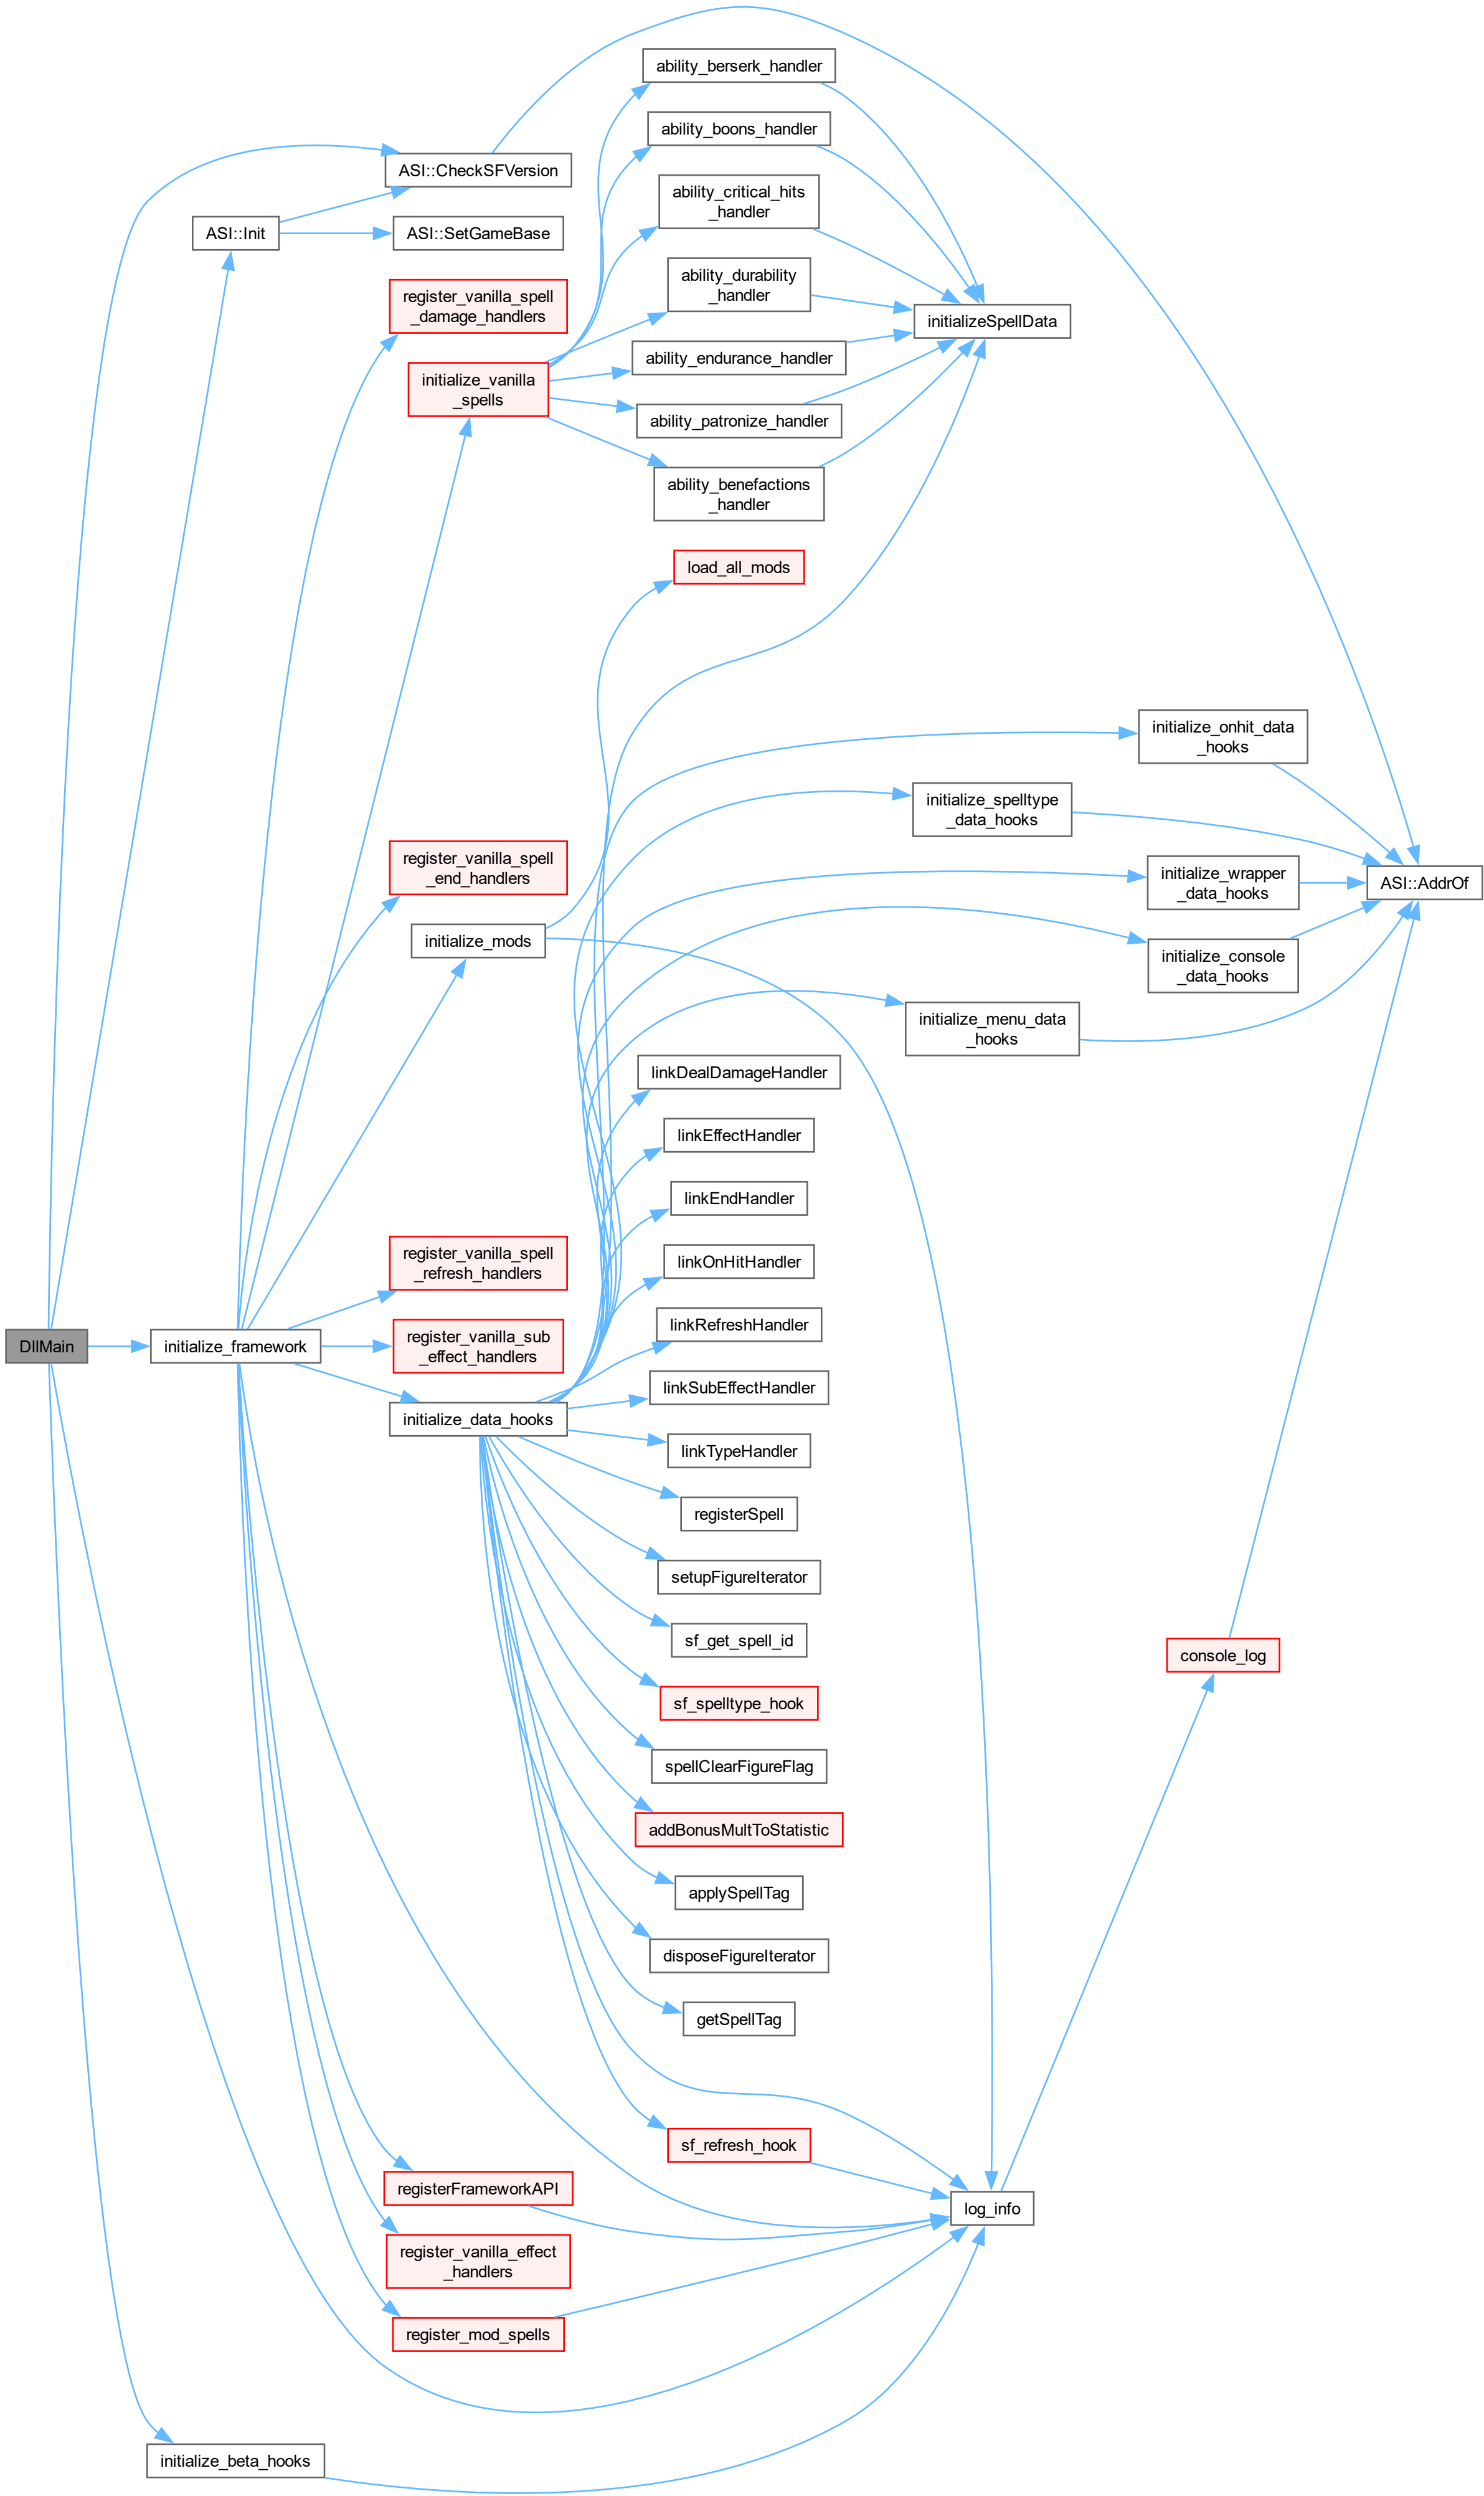 ability_berserk_handler
ability_boons_handler
ASI::CheckSFVersion
ability_critical_hits
_handler
ASI::Init
ASI::SetGameBase
ability_durability
_handler
register_vanilla_spell
_damage_handlers
initializeSpellData
ability_endurance_handler
initialize_vanilla
_spells
ability_patronize_handler
ability_benefactions
_handler
load_all_mods
initialize_onhit_data
_hooks
initialize_spelltype
_data_hooks
register_vanilla_spell
_end_handlers
initialize_wrapper
_data_hooks
ASI::AddrOf
initialize_mods
initialize_console
_data_hooks
initialize_menu_data
_hooks
linkDealDamageHandler
linkEffectHandler
linkEndHandler
register_vanilla_spell
_refresh_handlers
linkOnHitHandler
linkRefreshHandler
DllMain
initialize_framework
register_vanilla_sub
_effect_handlers
linkSubEffectHandler
initialize_data_hooks
linkTypeHandler
registerSpell
setupFigureIterator
sf_get_spell_id
console_log
sf_spelltype_hook
spellClearFigureFlag
addBonusMultToStatistic
applySpellTag
disposeFigureIterator
getSpellTag
sf_refresh_hook
registerFrameworkAPI
log_info
register_vanilla_effect
_handlers
register_mod_spells
initialize_beta_hooks